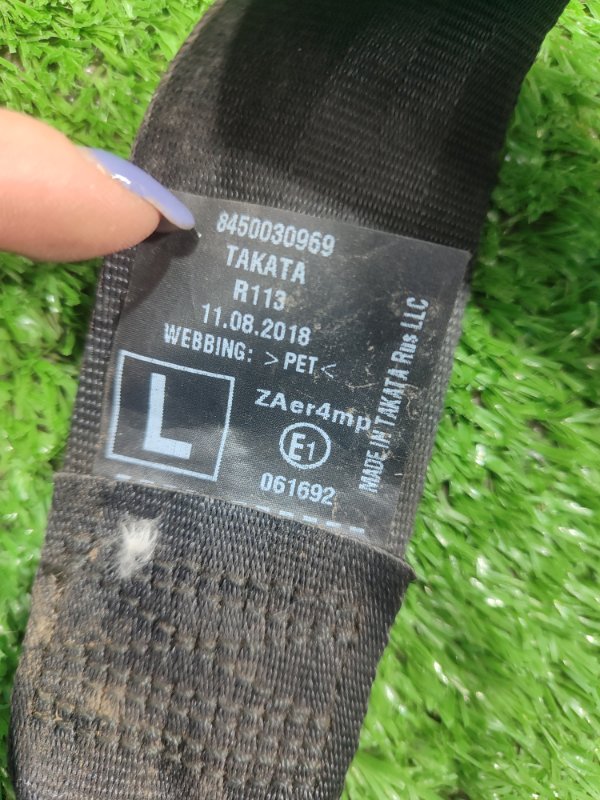 8450030969
TAKATA
R113
11.08.2018
WEBBING: >PET<
L
ZAer4mp
E1
061692
MADE IN TAKATA Rus LLC